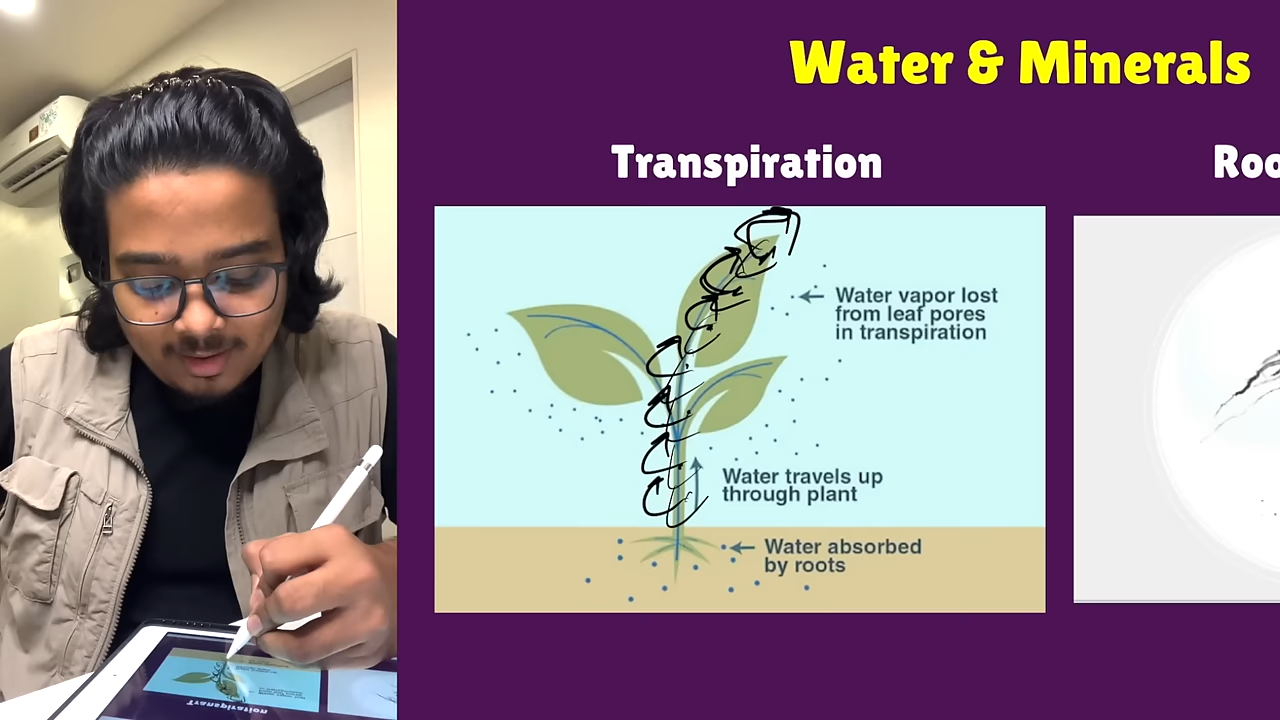 Water & Minerals
Transpiration
Water vapor lost
from leaf pores
in transpiration
Water travels up
through plant
Water absorbed
by roots